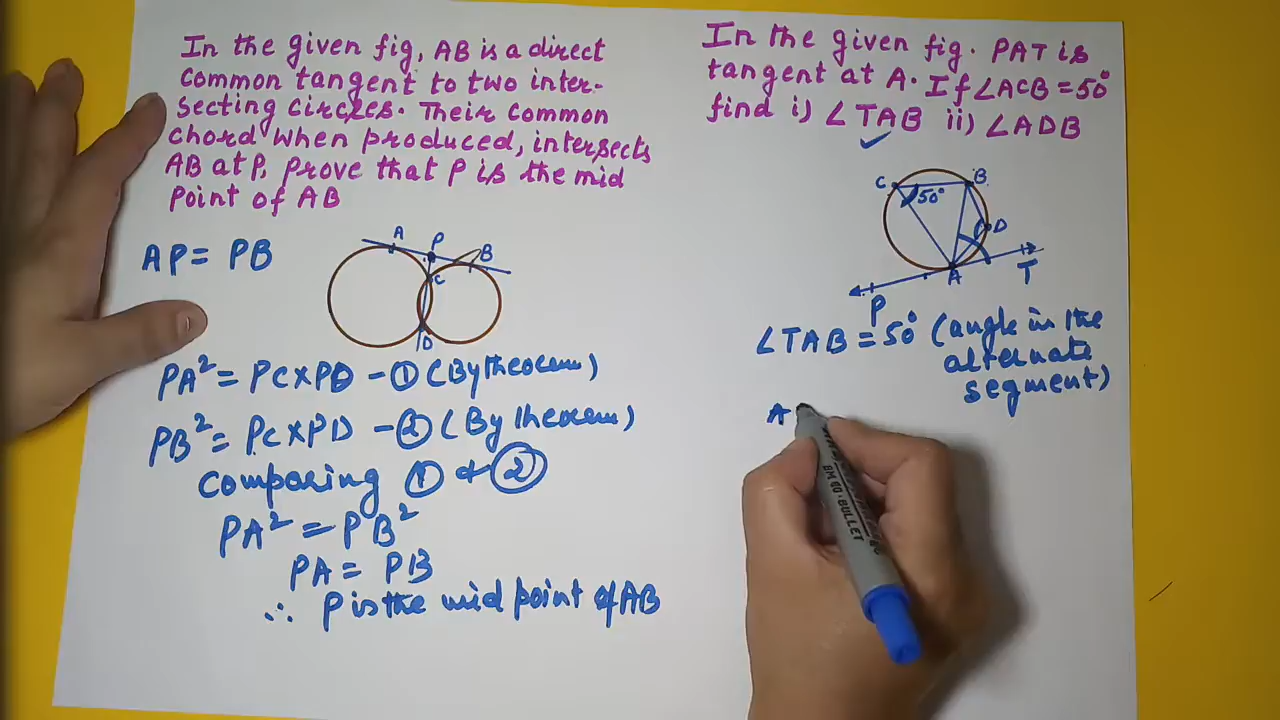 In the given fig, AB is a direct
common tangent to two inter-
secting circles. Their common
chord when produced, intersects
AB at P, prove that P is the mid
point of AB
AP = PB
A
P
B
C
D
PA² = PC × PD - ① (By theorem)
PB² = PC × PD - ② (By theorem)
Comparing ① & ②
PA² = PB²
PA = PB
∴ P is the mid point of AB
In the given fig. PAT is
tangent at A. If ∠ACB = 50°
find i) ∠TAB ii) ∠ADB
C
B
50°
D
A
T
P
∠TAB = 50° (angle in the
alternate
segment)
A
BM 80 · BULLET